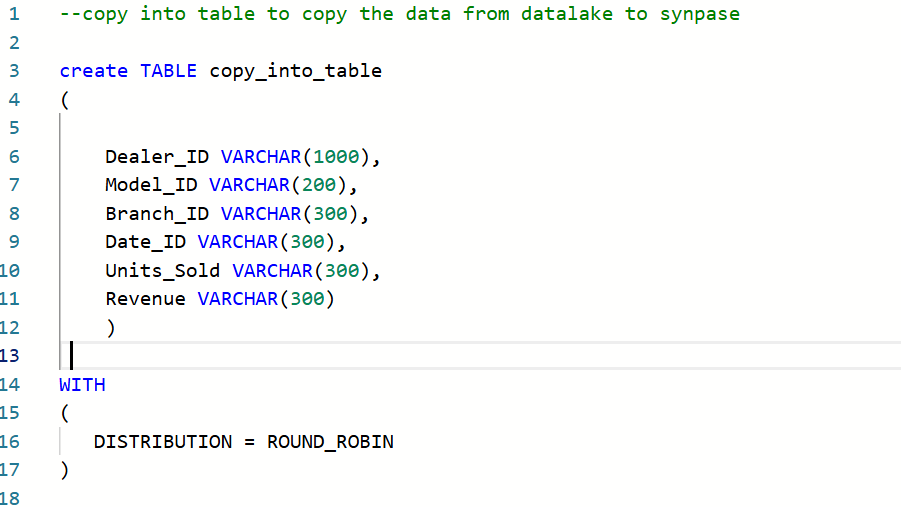 1 --copy into table to copy the data from datalake to synpase
2
3 create TABLE copy_into_table
4 (
5
6 Dealer_ID VARCHAR(1000),
7 Model_ID VARCHAR(200),
8 Branch_ID VARCHAR(300),
9 Date_ID VARCHAR(300),
10 Units_Sold VARCHAR(300),
11 Revenue VARCHAR(300)
12 )
13
14 WITH
15 (
16 DISTRIBUTION = ROUND_ROBIN
17 )
18